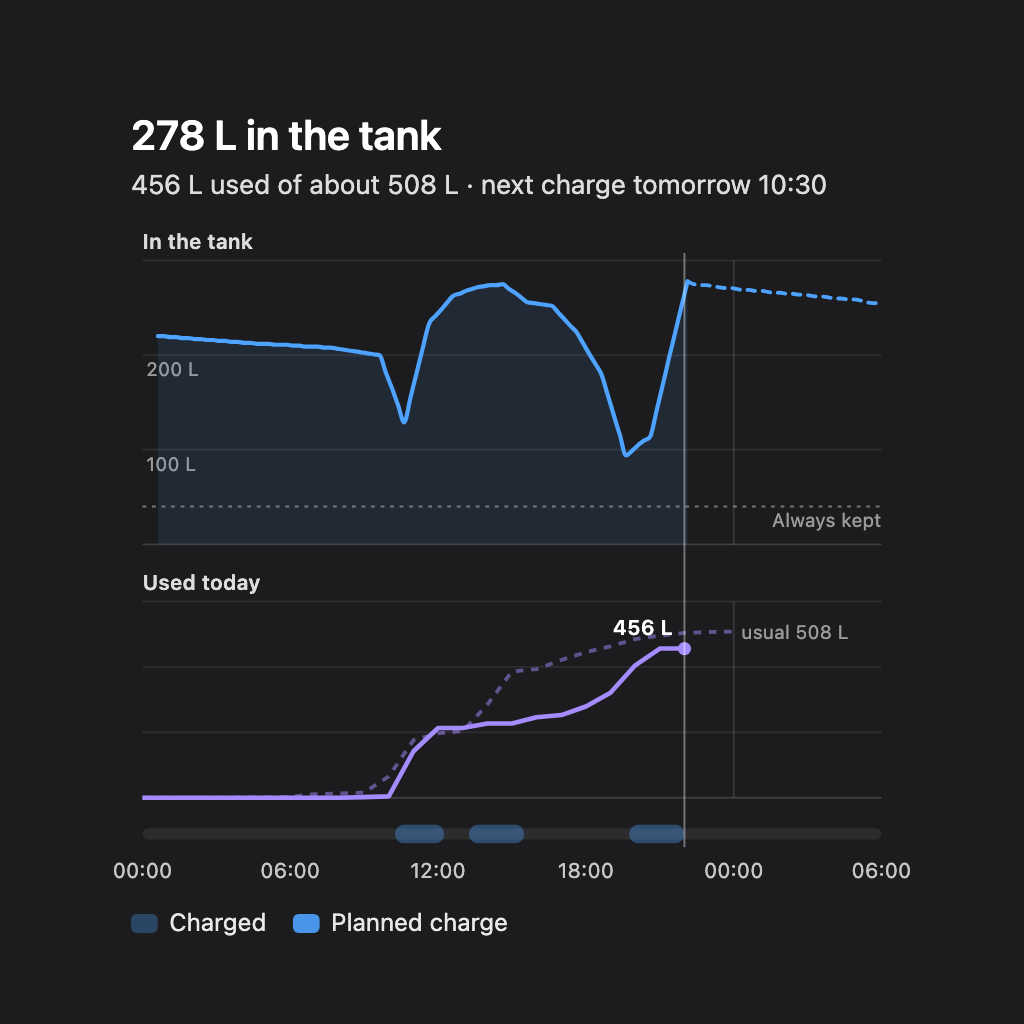 278 L in the tank
456 L used of about 508 L · next charge tomorrow 10:30
In the tank
200 L
100 L
Always kept
Used today
456 L
usual 508 L
00:00 06:00 12:00 18:00 00:00 06:00
Charged Planned charge